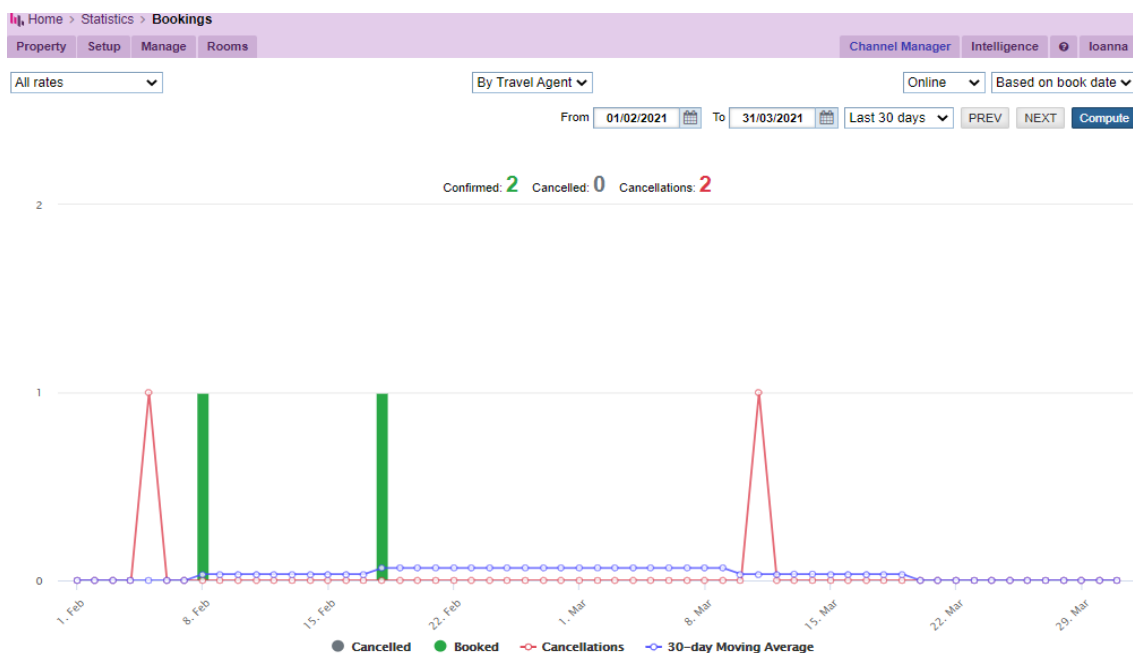 Home > Statistics > Bookings
Property Setup Manage Rooms Channel Manager Intelligence ? Ioanna
All rates By Travel Agent Online Based on book date
From 01/02/2021 To 31/03/2021 Last 30 days PREV NEXT Compute
Confirmed: 2 Cancelled: 0 Cancellations: 2
2
1
0
1. Feb 8. Feb 15. Feb 22. Feb 1. Mar 8. Mar 15. Mar 22. Mar 29. Mar
Cancelled Booked Cancellations 30-day Moving Average